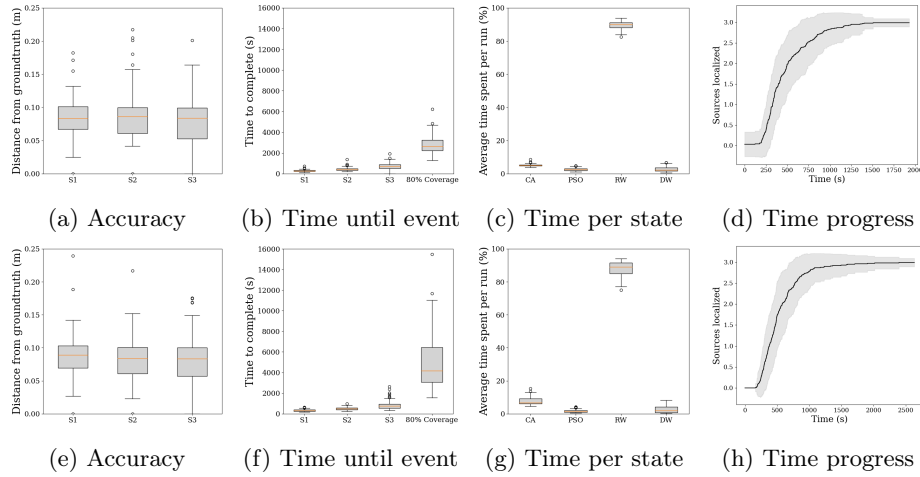 Distance from groundtruth (m)
0.25
0.20
0.15
0.10
0.05
0.00
S1 S2 S3
Time to complete (s)
16000
14000
12000
10000
8000
6000
4000
2000
0
S1 S2 S3 80% Coverage
Average time spent per run (%)
100
80
60
40
20
0
CA PSO RW DW
Sources localized
3.0
2.5
2.0
1.5
1.0
0.5
0.0
0 250 500 750 1000 1250 1500 1750 2000
Time (s)
(a) Accuracy (b) Time until event (c) Time per state (d) Time progress
Distance from groundtruth (m)
0.25
0.20
0.15
0.10
0.05
0.00
S1 S2 S3
Time to complete (s)
16000
14000
12000
10000
8000
6000
4000
2000
0
S1 S2 S3 80% Coverage
Average time spent per run (%)
100
80
60
40
20
0
CA PSO RW DW
Sources localized
3.0
2.5
2.0
1.5
1.0
0.5
0.0
0 500 1000 1500 2000 2500
Time (s)
(e) Accuracy (f) Time until event (g) Time per state (h) Time progress